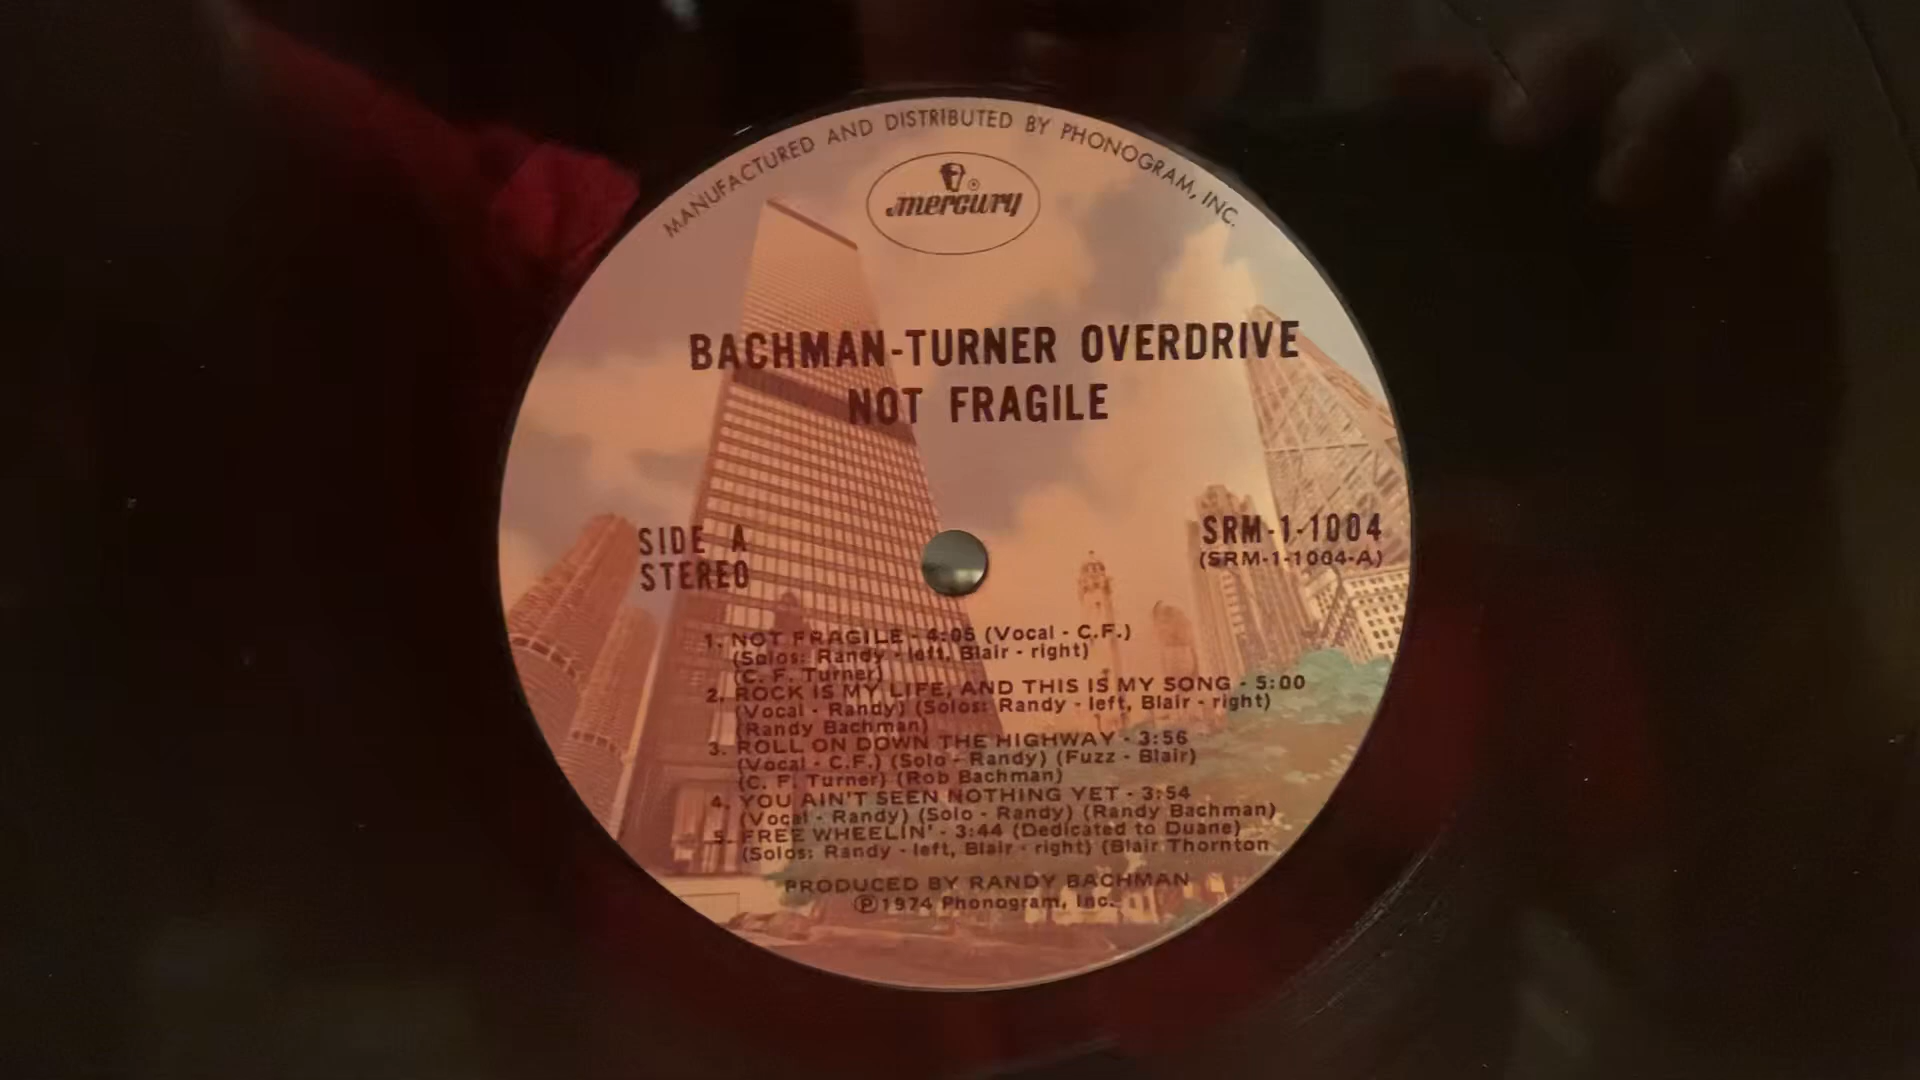 MANUFACTURED AND DISTRIBUTED BY PHONOGRAM, INC.
mercury®
BACHMAN-TURNER OVERDRIVE
NOT FRAGILE
SIDE A
STEREO
SRM-1-1004
(SRM-1-1004-A)
1. NOT FRAGILE - 4:05 (Vocal - C.F.)
(Solos: Randy - left, Blair - right)
(C. F. Turner)
2. ROCK IS MY LIFE, AND THIS IS MY SONG - 5:00
(Vocal - Randy) (Solos: Randy - left, Blair - right)
(Randy Bachman)
3. ROLL ON DOWN THE HIGHWAY - 3:56
(Vocal - C.F.) (Solo - Randy) (Fuzz - Blair)
(C. F. Turner) (Rob Bachman)
4. YOU AIN'T SEEN NOTHING YET - 3:54
(Vocal - Randy) (Solo - Randy) (Randy Bachman)
5. FREE WHEELIN' - 3:44 (Dedicated to Duane)
(Solos: Randy - left, Blair - right) (Blair Thornton
PRODUCED BY RANDY BACHMAN
℗1974 Phonogram, Inc.